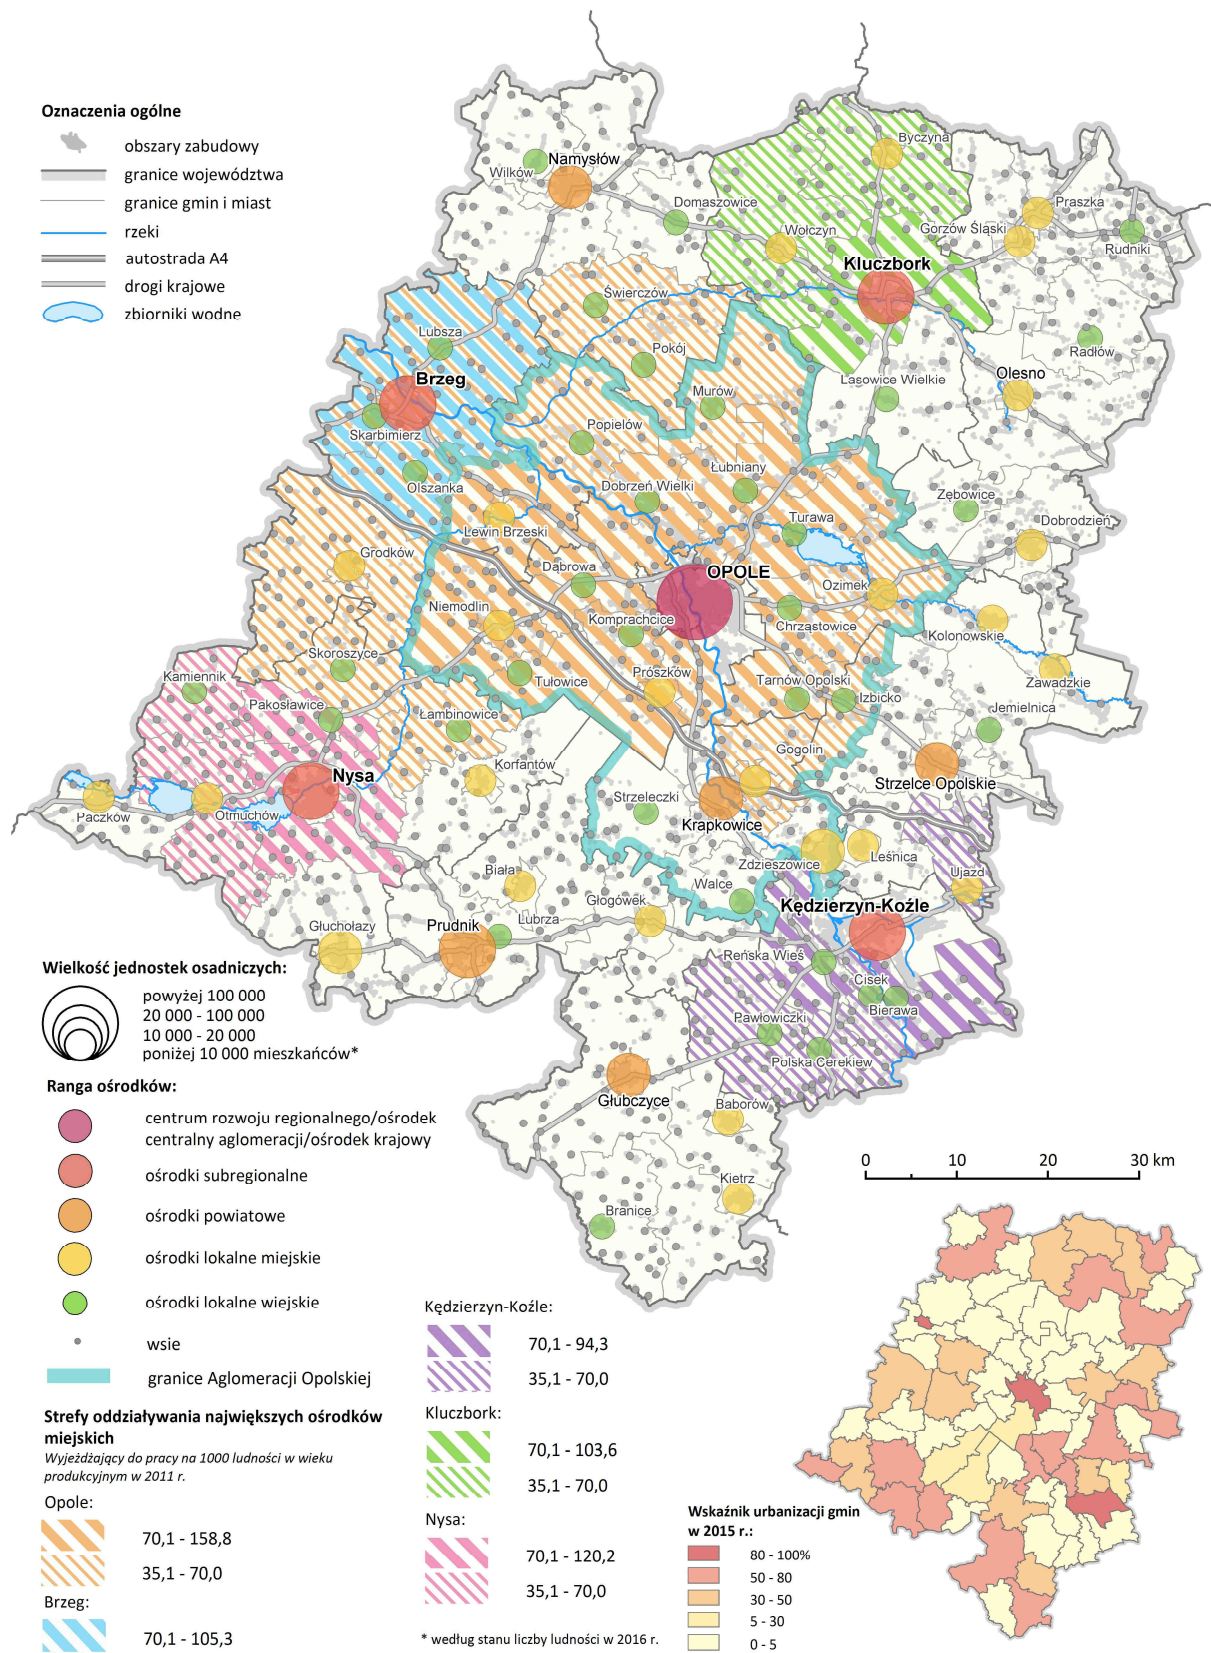 Oznaczenia ogólne
obszary zabudowy
granice województwa
granice gmin i miast
rzeki
autostrada A4
drogi krajowe
zbiorniki wodne
Byczyna
Namysłów
Wilków
Domaszowice
Praszka
Wołczyn
Gorzów Śląski
Rudniki
Kluczbork
Świerczów
Lubsza
Pokój
Radłów
Brzeg
Olesno
Lasowice Wielkie
Murów
Skarbimierz
Popielów
Łubniany
Olszanka
Dobrzeń Wielki
Zębowice
Turawa
Dobrodzień
Lewin Brzeski
Grodków
Dąbrowa
OPOLE
Ozimek
Niemodlin
Komprachcice
Chrząstowice
Kolonowskie
Skoroszyce
Kamiennik
Prószków
Tarnów Opolski
Izbicko
Zawadzkie
Tułowice
Pakosławice
Łambinowice
Jemielnica
Gogolin
Nysa
Korfantów
Strzelce Opolskie
Strzeleczki
Paczków
Otmuchów
Krapkowice
Zdzieszowice
Leśnica
Biała
Walce
Ujazd
Głogówek
Kędzierzyn-Koźle
Głuchołazy
Prudnik
Lubrza
Reńska Wieś
Cisek
Bierawa
Pawłowiczki
Polska Cerekiew
Głubczyce
Baborów
Kietrz
Branice
Wielkość jednostek osadniczych:
powyżej 100 000
20 000 - 100 000
10 000 - 20 000
poniżej 10 000 mieszkańców*
Ranga ośrodków:
centrum rozwoju regionalnego/ośrodek
centralny aglomeracji/ośrodek krajowy
ośrodki subregionalne
ośrodki powiatowe
ośrodki lokalne miejskie
ośrodki lokalne wiejskie
wsie
granice Aglomeracji Opolskiej
Strefy oddziaływania największych ośrodków
miejskich
Wyjeżdżający do pracy na 1000 ludności w wieku
produkcyjnym w 2011 r.
Opole:
70,1 - 158,8
35,1 - 70,0
Brzeg:
70,1 - 105,3
Kędzierzyn-Koźle:
70,1 - 94,3
35,1 - 70,0
Kluczbork:
70,1 - 103,6
35,1 - 70,0
Nysa:
70,1 - 120,2
35,1 - 70,0
* według stanu liczby ludności w 2016 r.
0 10 20 30 km
Wskaźnik urbanizacji gmin
w 2015 r.:
80 - 100%
50 - 80
30 - 50
5 - 30
0 - 5